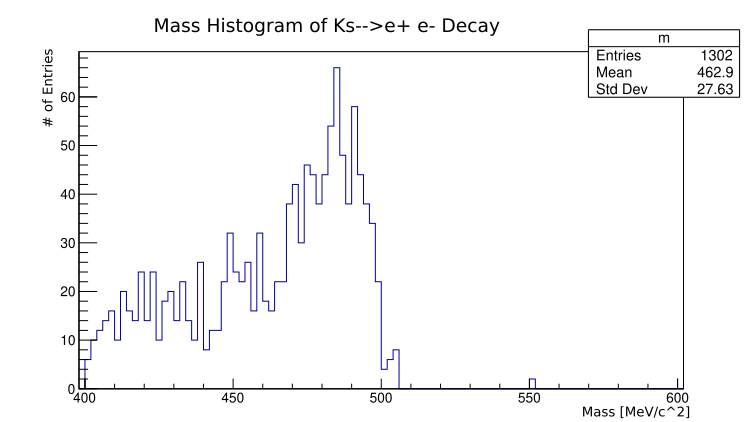 Mass Histogram of Ks-->e+ e- Decay
m
Entries 1302
Mean 462.9
Std Dev 27.63
# of Entries
60
50
40
30
20
10
0
400 450 500 550 600
Mass [MeV/c^2]